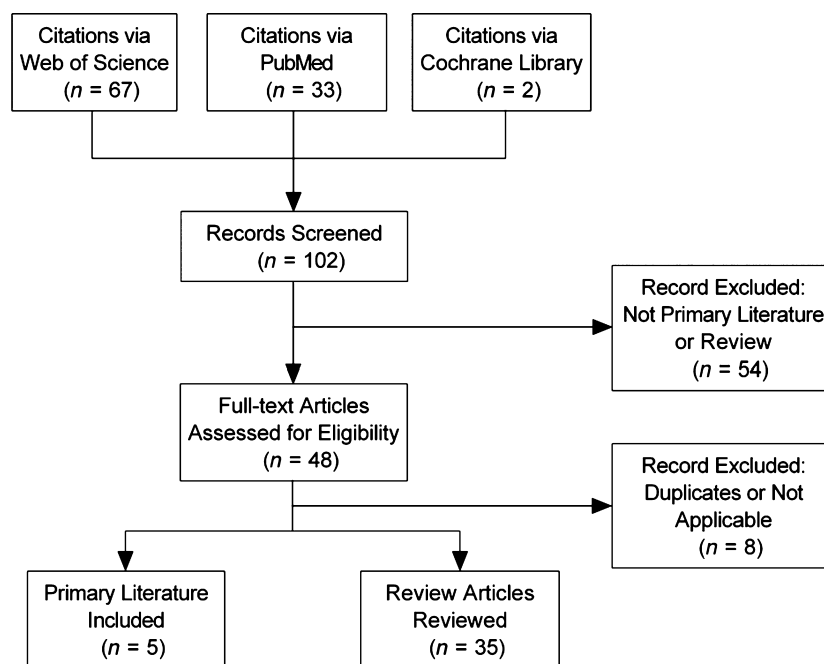 Citations via
Web of Science
(n = 67)
Citations via
PubMed
(n = 33)
Citations via
Cochrane Library
(n = 2)
Records Screened
(n = 102)
Record Excluded:
Not Primary Literature
or Review
(n = 54)
Full-text Articles
Assessed for Eligibility
(n = 48)
Record Excluded:
Duplicates or Not
Applicable
(n = 8)
Primary Literature
Included
(n = 5)
Review Articles
Reviewed
(n = 35)